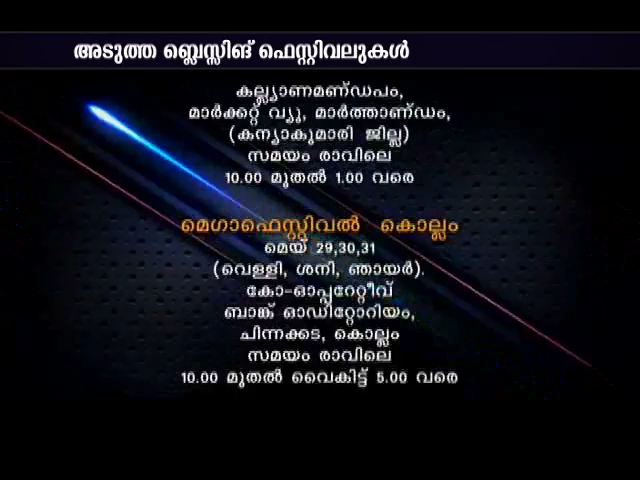 അടുത്ത ബ്ലെസ്സിങ് ഫെസ്റ്റിവലുകൾ
കല്ല്യാണമണ്ഡപം,
മാർക്കറ്റ് വ്യൂ, മാർത്താണ്ഡം,
(കന്യാകുമാരി ജില്ല)
സമയം രാവിലെ
10.00 മുതൽ 1.00 വരെ
മെഗാഫെസ്റ്റിവൽ കൊല്ലം
മെയ് 29,30,31
(വെള്ളി, ശനി, ഞായർ).
കോ-ഓപ്പറേറ്റീവ്
ബാങ്ക് ഓഡിറ്റോറിയം,
ചിന്നക്കട, കൊല്ലം
സമയം രാവിലെ
10.00 മുതൽ വൈകിട്ട് 5.00 വരെ